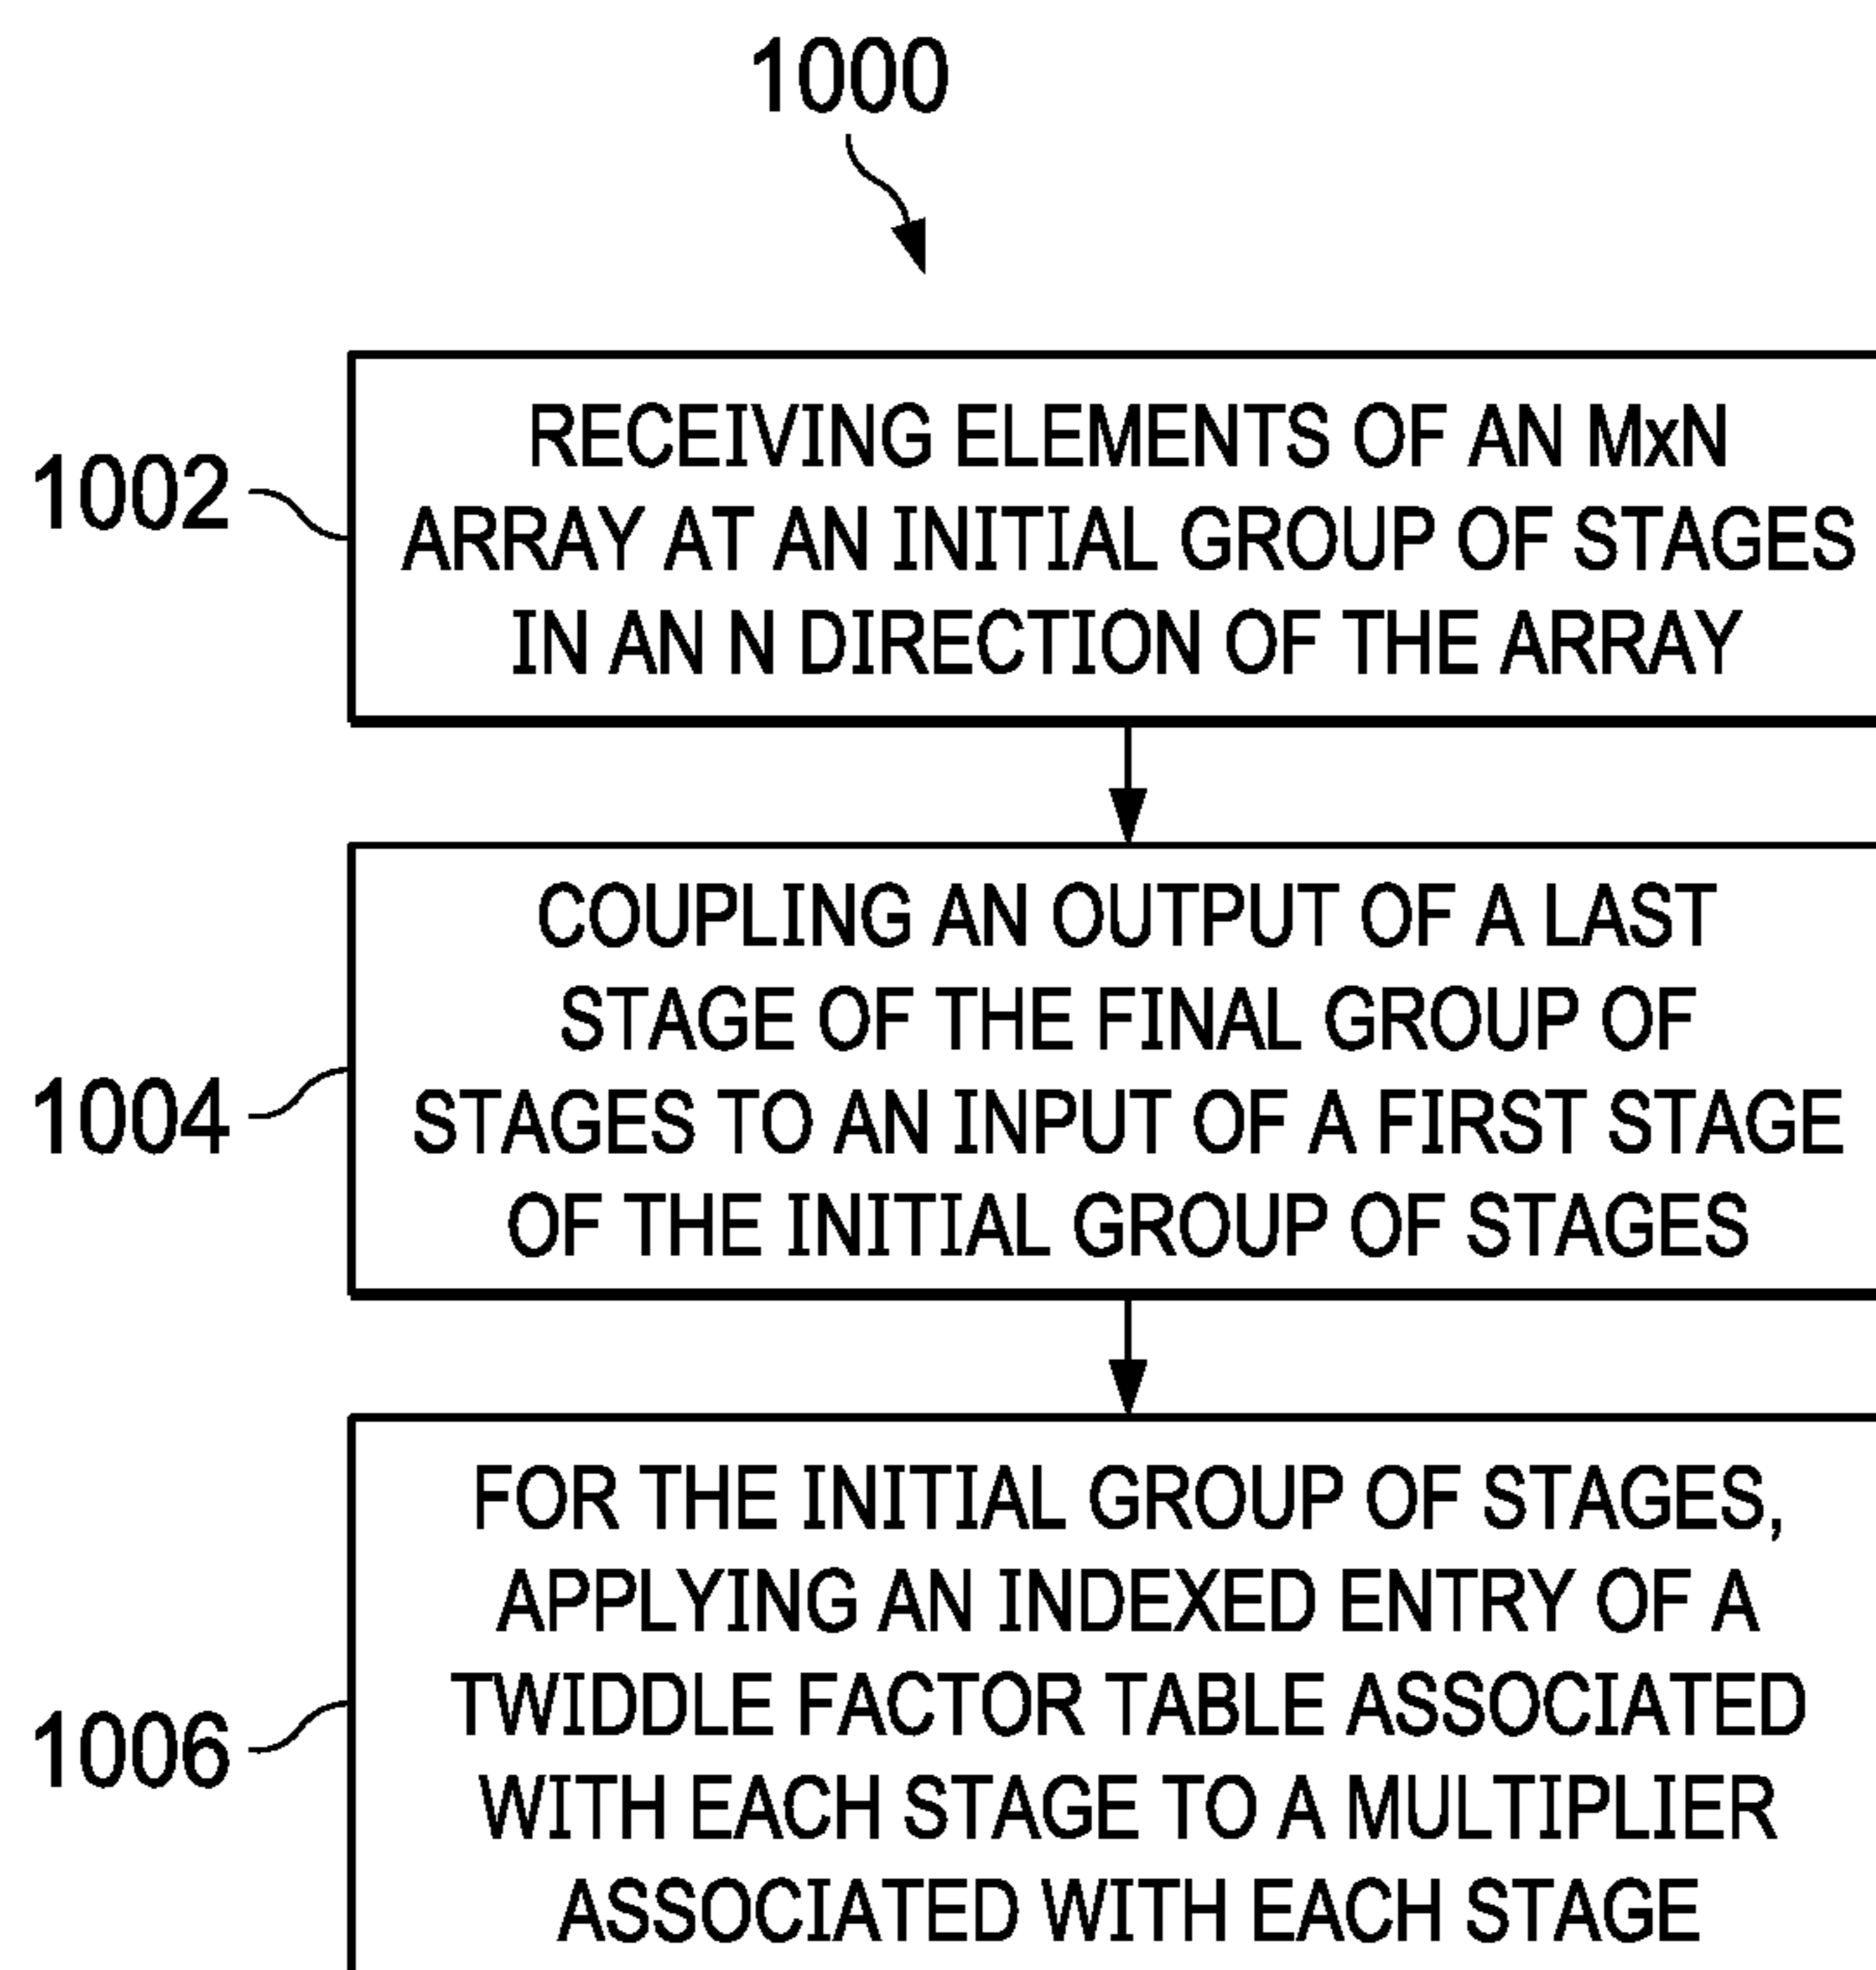 1000
1002
RECEIVING ELEMENTS OF AN MxN
ARRAY AT AN INITIAL GROUP OF STAGES
IN AN N DIRECTION OF THE ARRAY
1004
COUPLING AN OUTPUT OF A LAST
STAGE OF THE FINAL GROUP OF
STAGES TO AN INPUT OF A FIRST STAGE
OF THE INITIAL GROUP OF STAGES
1006
FOR THE INITIAL GROUP OF STAGES,
APPLYING AN INDEXED ENTRY OF A
TWIDDLE FACTOR TABLE ASSOCIATED
WITH EACH STAGE TO A MULTIPLIER
ASSOCIATED WITH EACH STAGE